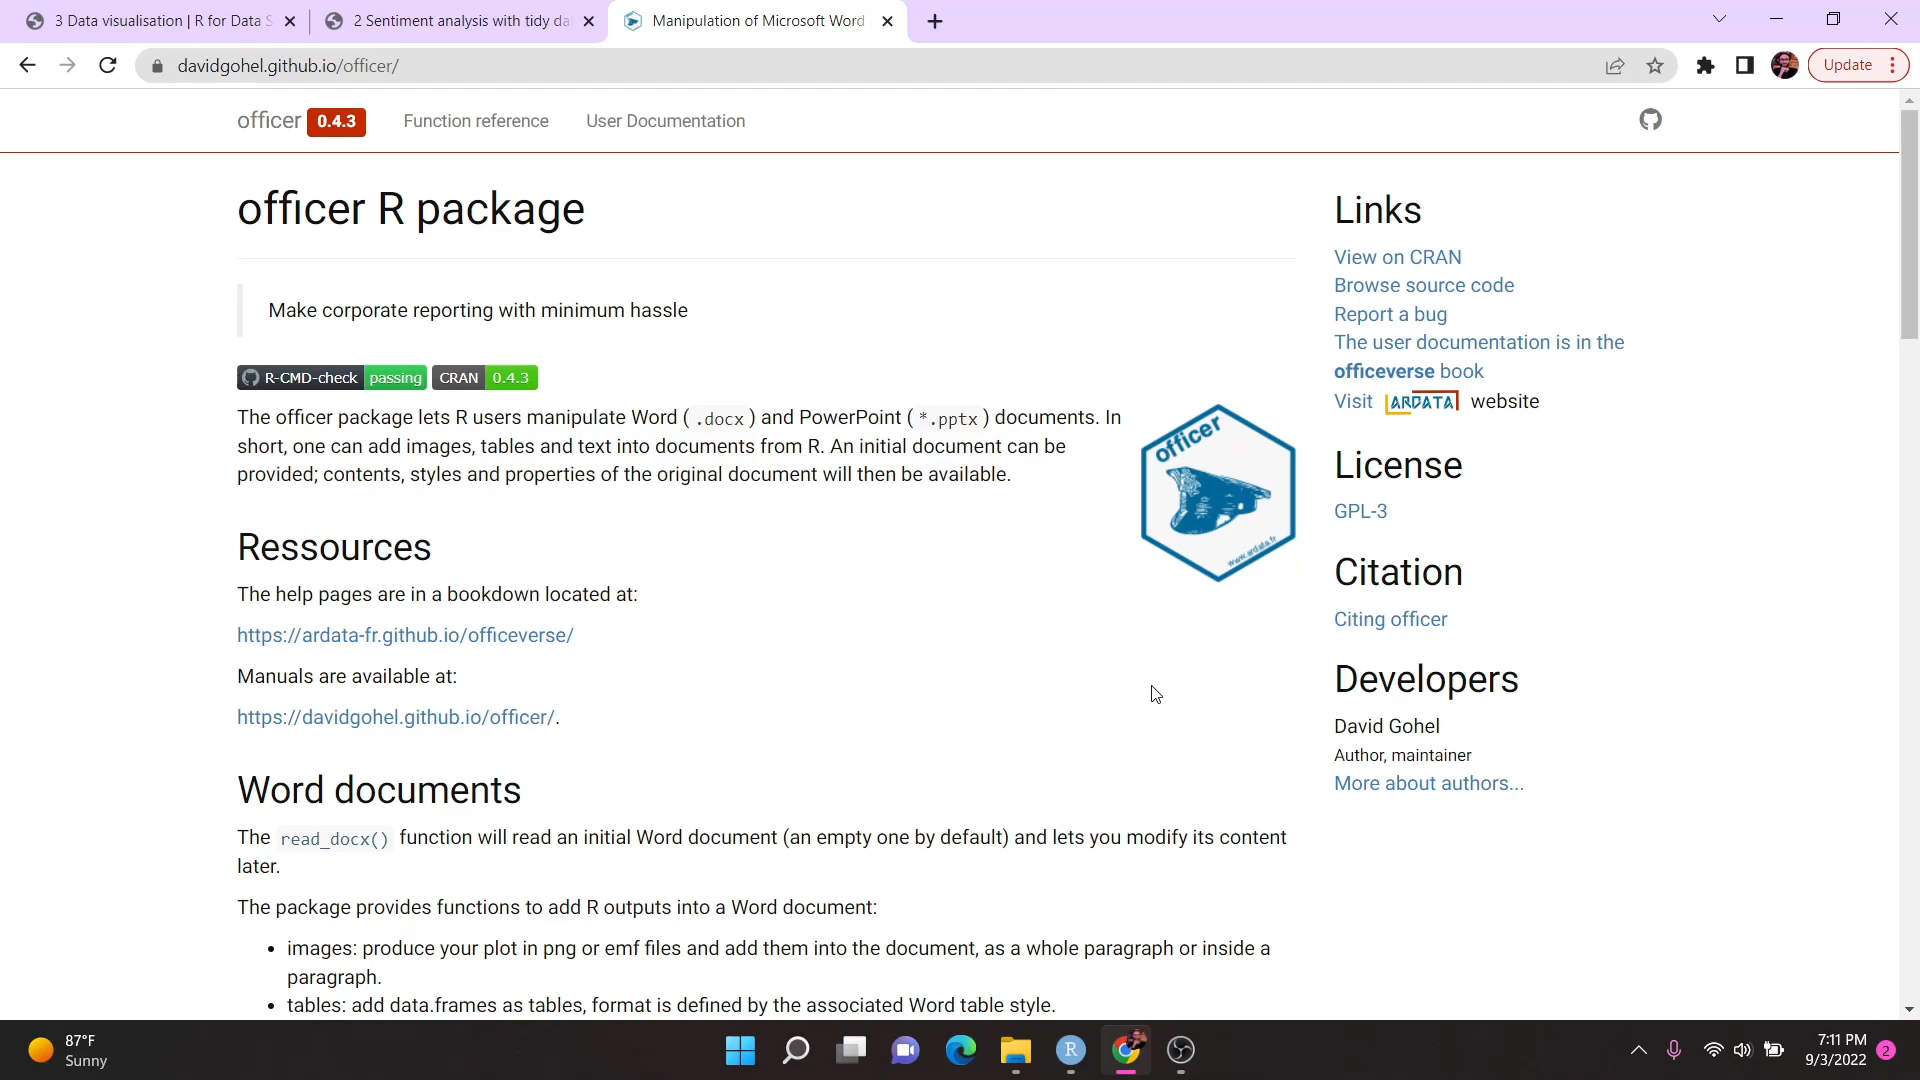 3 Data visualisation | R for Data S
2 Sentiment analysis with tidy da
Manipulation of Microsoft Word
davidgohel.github.io/officer/
Update
officer 0.4.3 Function reference User Documentation
officer R package
Make corporate reporting with minimum hassle
R-CMD-check passing CRAN 0.4.3
The officer package lets R users manipulate Word ( .docx ) and PowerPoint ( *.pptx ) documents. In
short, one can add images, tables and text into documents from R. An initial document can be
provided; contents, styles and properties of the original document will then be available.
officer
www.ardata.fr
Ressources
The help pages are in a bookdown located at:
https://ardata-fr.github.io/officeverse/
Manuals are available at:
https://davidgohel.github.io/officer/.
Word documents
The read_docx() function will read an initial Word document (an empty one by default) and lets you modify its content
later.
The package provides functions to add R outputs into a Word document:
• images: produce your plot in png or emf files and add them into the document, as a whole paragraph or inside a
paragraph.
• tables: add data.frames as tables, format is defined by the associated Word table style.
Links
View on CRAN
Browse source code
Report a bug
The user documentation is in the
officeverse book
Visit ARDATA website
License
GPL-3
Citation
Citing officer
Developers
David Gohel
Author, maintainer
More about authors...
87°F
Sunny
R
7:11 PM
9/3/2022
2